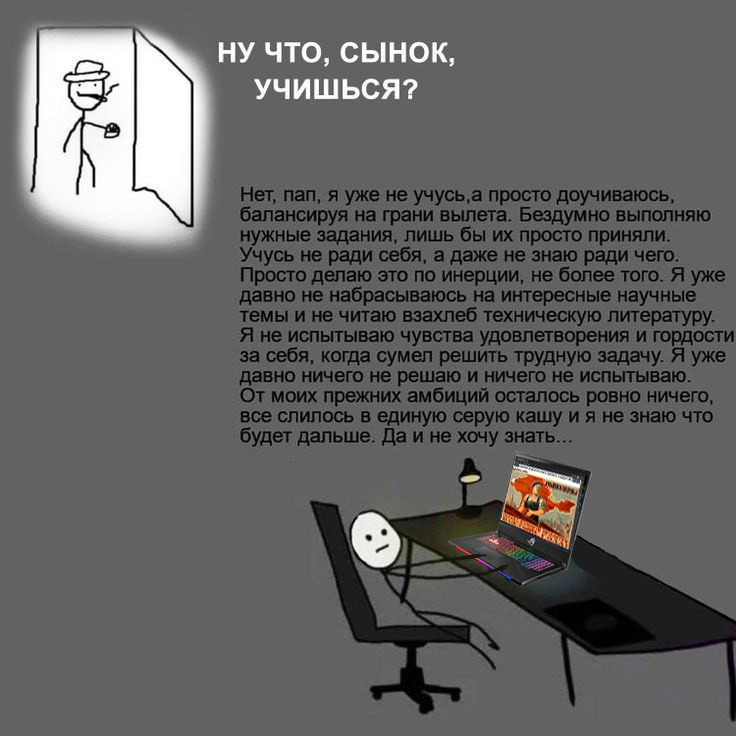 НУ ЧТО, СЫНОК,
УЧИШЬСЯ?
Нет, пап, я уже не учусь,а просто доучиваюсь,
балансируя на грани вылета. Бездумно выполняю
нужные задания, лишь бы их просто приняли.
Учусь не ради себя, а даже не знаю ради чего.
Просто делаю это по инерции, не более того. Я уже
давно не набрасываюсь на интересные научные
темы и не читаю взахлеб техническую литературу.
Я не испытываю чувства удовлетворения и гордости
за себя, когда сумел решить трудную задачу. Я уже
давно ничего не решаю и ничего не испытываю.
От моих прежних амбиций осталось ровно ничего,
все слилось в единую серую кашу и я не знаю что
будет дальше. Да и не хочу знать...